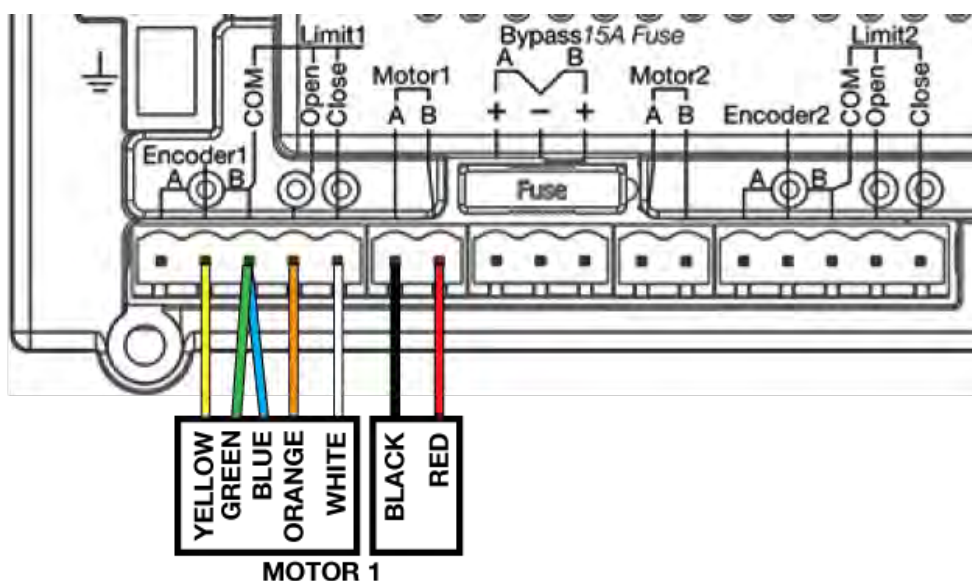 Limit1
Bypass 15A Fuse
Limit2
A B
Motor1
Motor2
COM
Open
Close
A B
+ - +
A B
Encoder2
COM
Open
Close
Encoder1
A B
Fuse
A B
YELLOW
GREEN
BLUE
ORANGE
WHITE
BLACK
RED
MOTOR 1